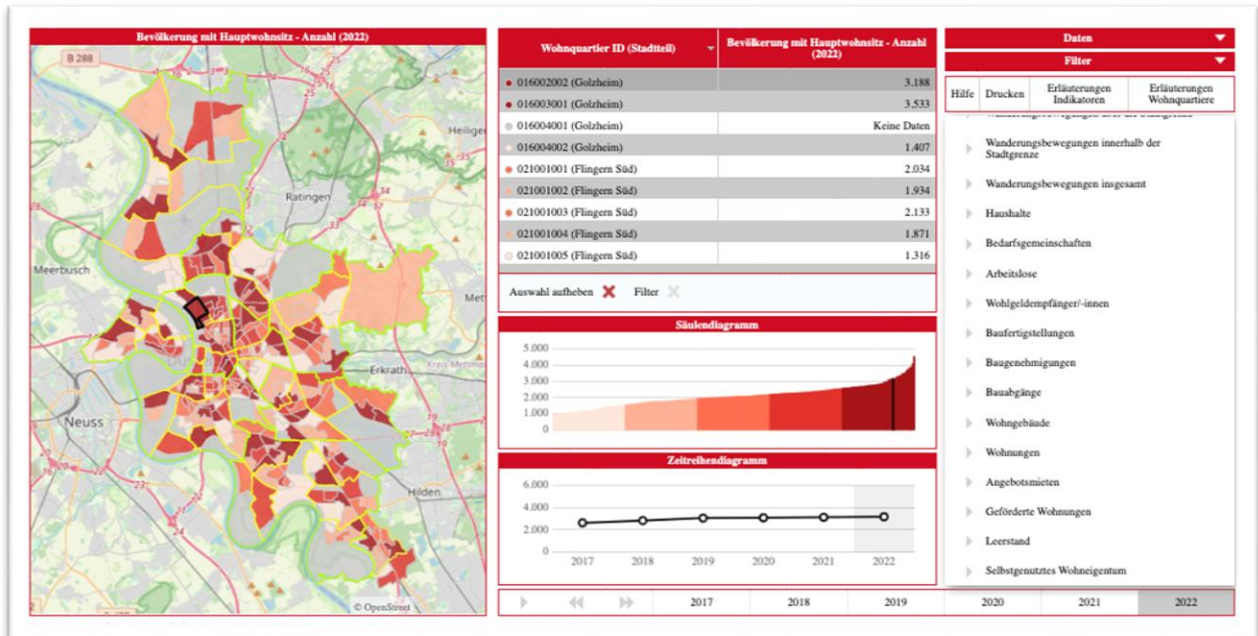 Bevölkerung mit Hauptwohnsitz - Anzahl (2022)
B 288
Ratingen
Meerbusch
Erkrath
Neuss
Hilden
© OpenStreet
Wohnquartier ID (Stadtteil)
Bevölkerung mit Hauptwohnsitz - Anzahl
(2022)
016002002 (Golzheim) 3.188
016003001 (Golzheim) 3.533
016004001 (Golzheim) Keine Daten
016004002 (Golzheim) 1.407
021001001 (Flingern Süd) 2.034
021001002 (Flingern Süd) 1.934
021001003 (Flingern Süd) 2.133
021001004 (Flingern Süd) 1.871
021001005 (Flingern Süd) 1.316
Auswahl aufheben Filter
Säulendiagramm
5.000
4.000
3.000
2.000
1.000
0
Zeitreihendiagramm
6.000
4.000
2.000
0
2017 2018 2019 2020 2021 2022
2017 2018 2019 2020 2021 2022
Daten
Filter
Hilfe
Drucken
Erläuterungen
Indikatoren
Erläuterungen
Wohnquartiere
Wanderungsbewegungen innerhalb der
Stadtgrenze
Wanderungsbewegungen insgesamt
Haushalte
Bedarfsgemeinschaften
Arbeitslose
Wohlgeldempfänger/-innen
Baufertigstellungen
Baugenehmigungen
Bauabgänge
Wohngebäude
Wohnungen
Angebotsmieten
Geförderte Wohnungen
Leerstand
Selbstgenutztes Wohneigentum